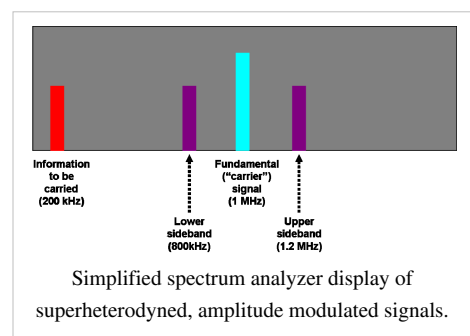 Information
to be
carried
(200 kHz)
Fundamental
("carrier")
signal
(1 MHz)
Lower
sideband
(800kHz)
Upper
sideband
(1.2 MHz)
Simplified spectrum analyzer display of
superheterodyned, amplitude modulated signals.